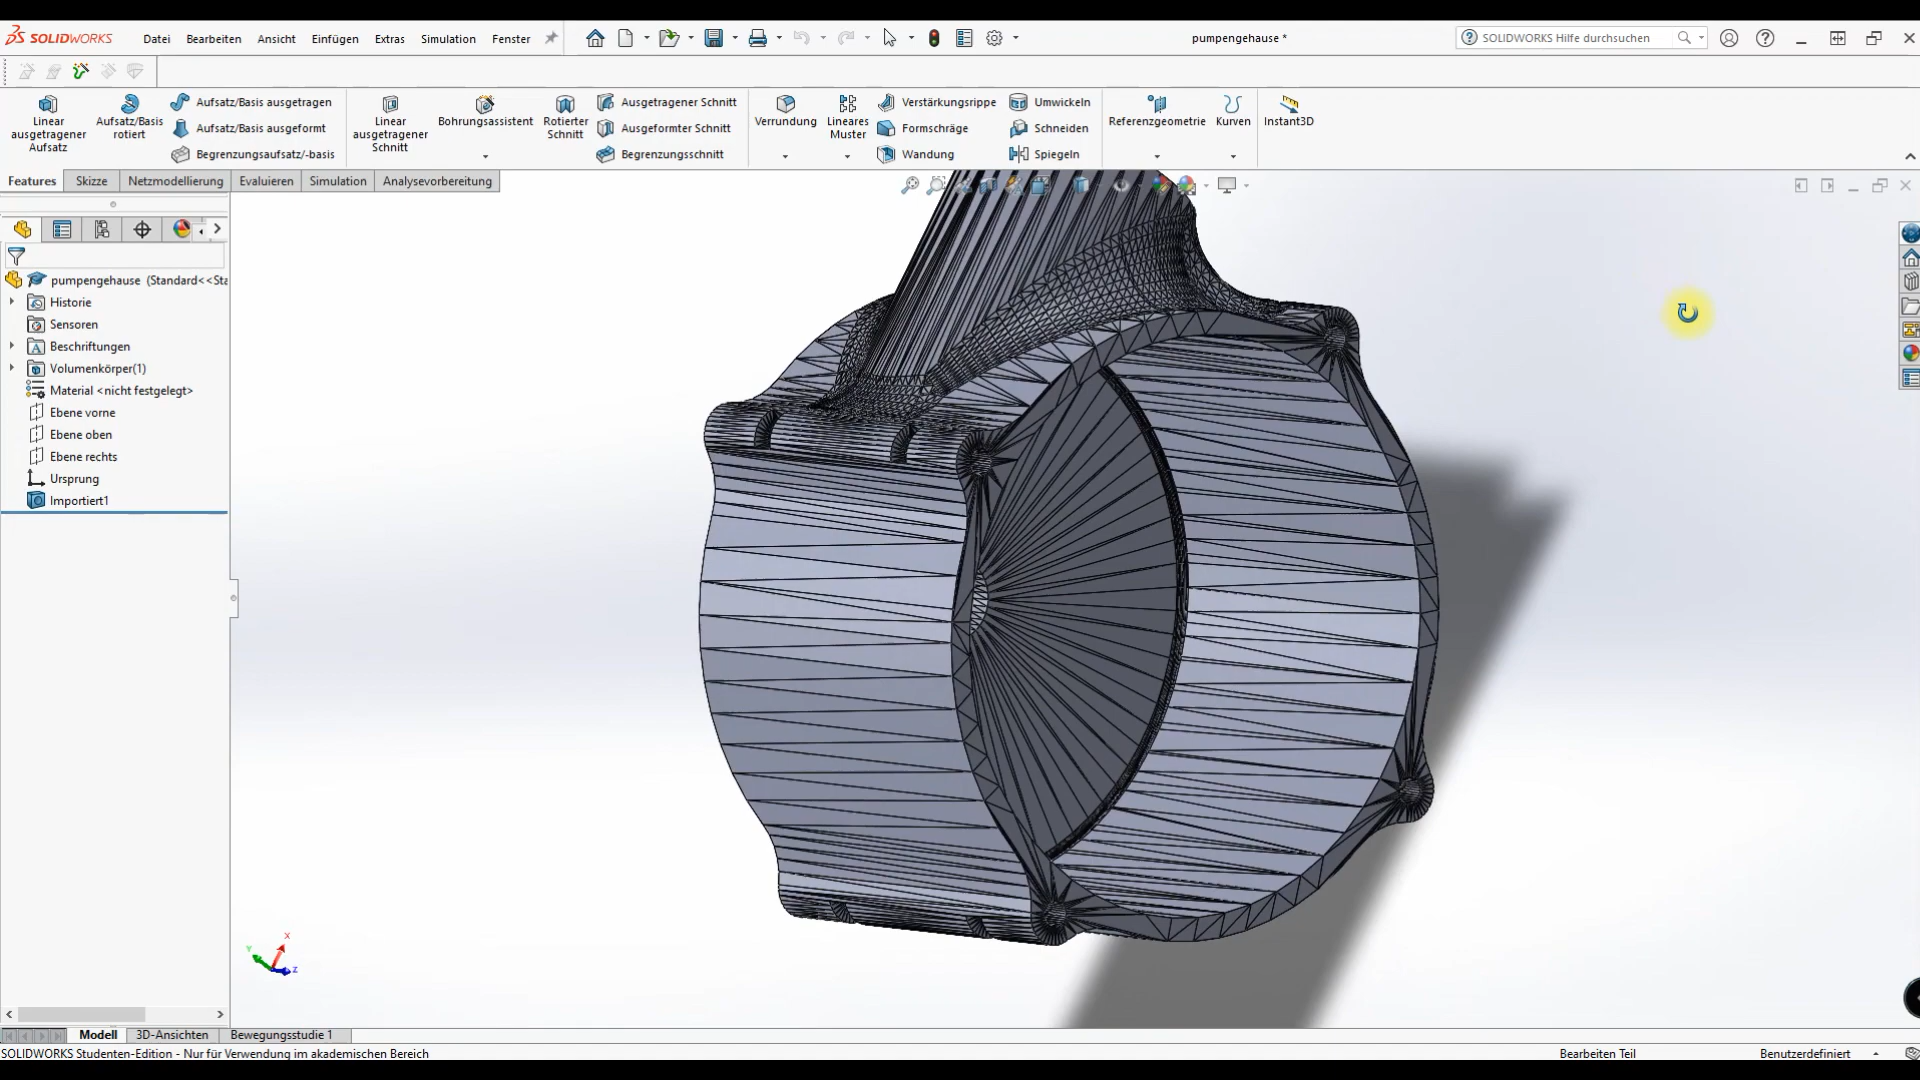 SOLIDWORKS Datei Bearbeiten Ansicht Einfügen Extras Simulation Fenster pumpengehause * SOLIDWORKS Hilfe durchsuchen
Linear ausgetragener Aufsatz
Aufsatz/Basis rotiert
Aufsatz/Basis ausgetragen
Aufsatz/Basis ausgeformt
Begrenzungsaufsatz/-basis
Linear ausgetragener Schnitt
Bohrungsassistent
Rotierter Schnitt
Ausgetragener Schnitt
Ausgeformter Schnitt
Begrenzungsschnitt
Verrundung
Lineares Muster
Verstärkungsrippe
Formschräge
Wandung
Umwickeln
Schneiden
Spiegeln
Referenzgeometrie
Kurven
Instant3D
Features Skizze Netzmodellierung Evaluieren Simulation Analysevorbereitung
pumpengehause (Standard<<Sta
Historie
Sensoren
Beschriftungen
Volumenkörper(1)
Material <nicht festgelegt>
Ebene vorne
Ebene oben
Ebene rechts
Ursprung
Importiert1
X
Y
Z
Modell 3D-Ansichten Bewegungsstudie 1
SOLIDWORKS Studenten-Edition - Nur für Verwendung im akademischen Bereich Bearbeiten Teil Benutzerdefiniert